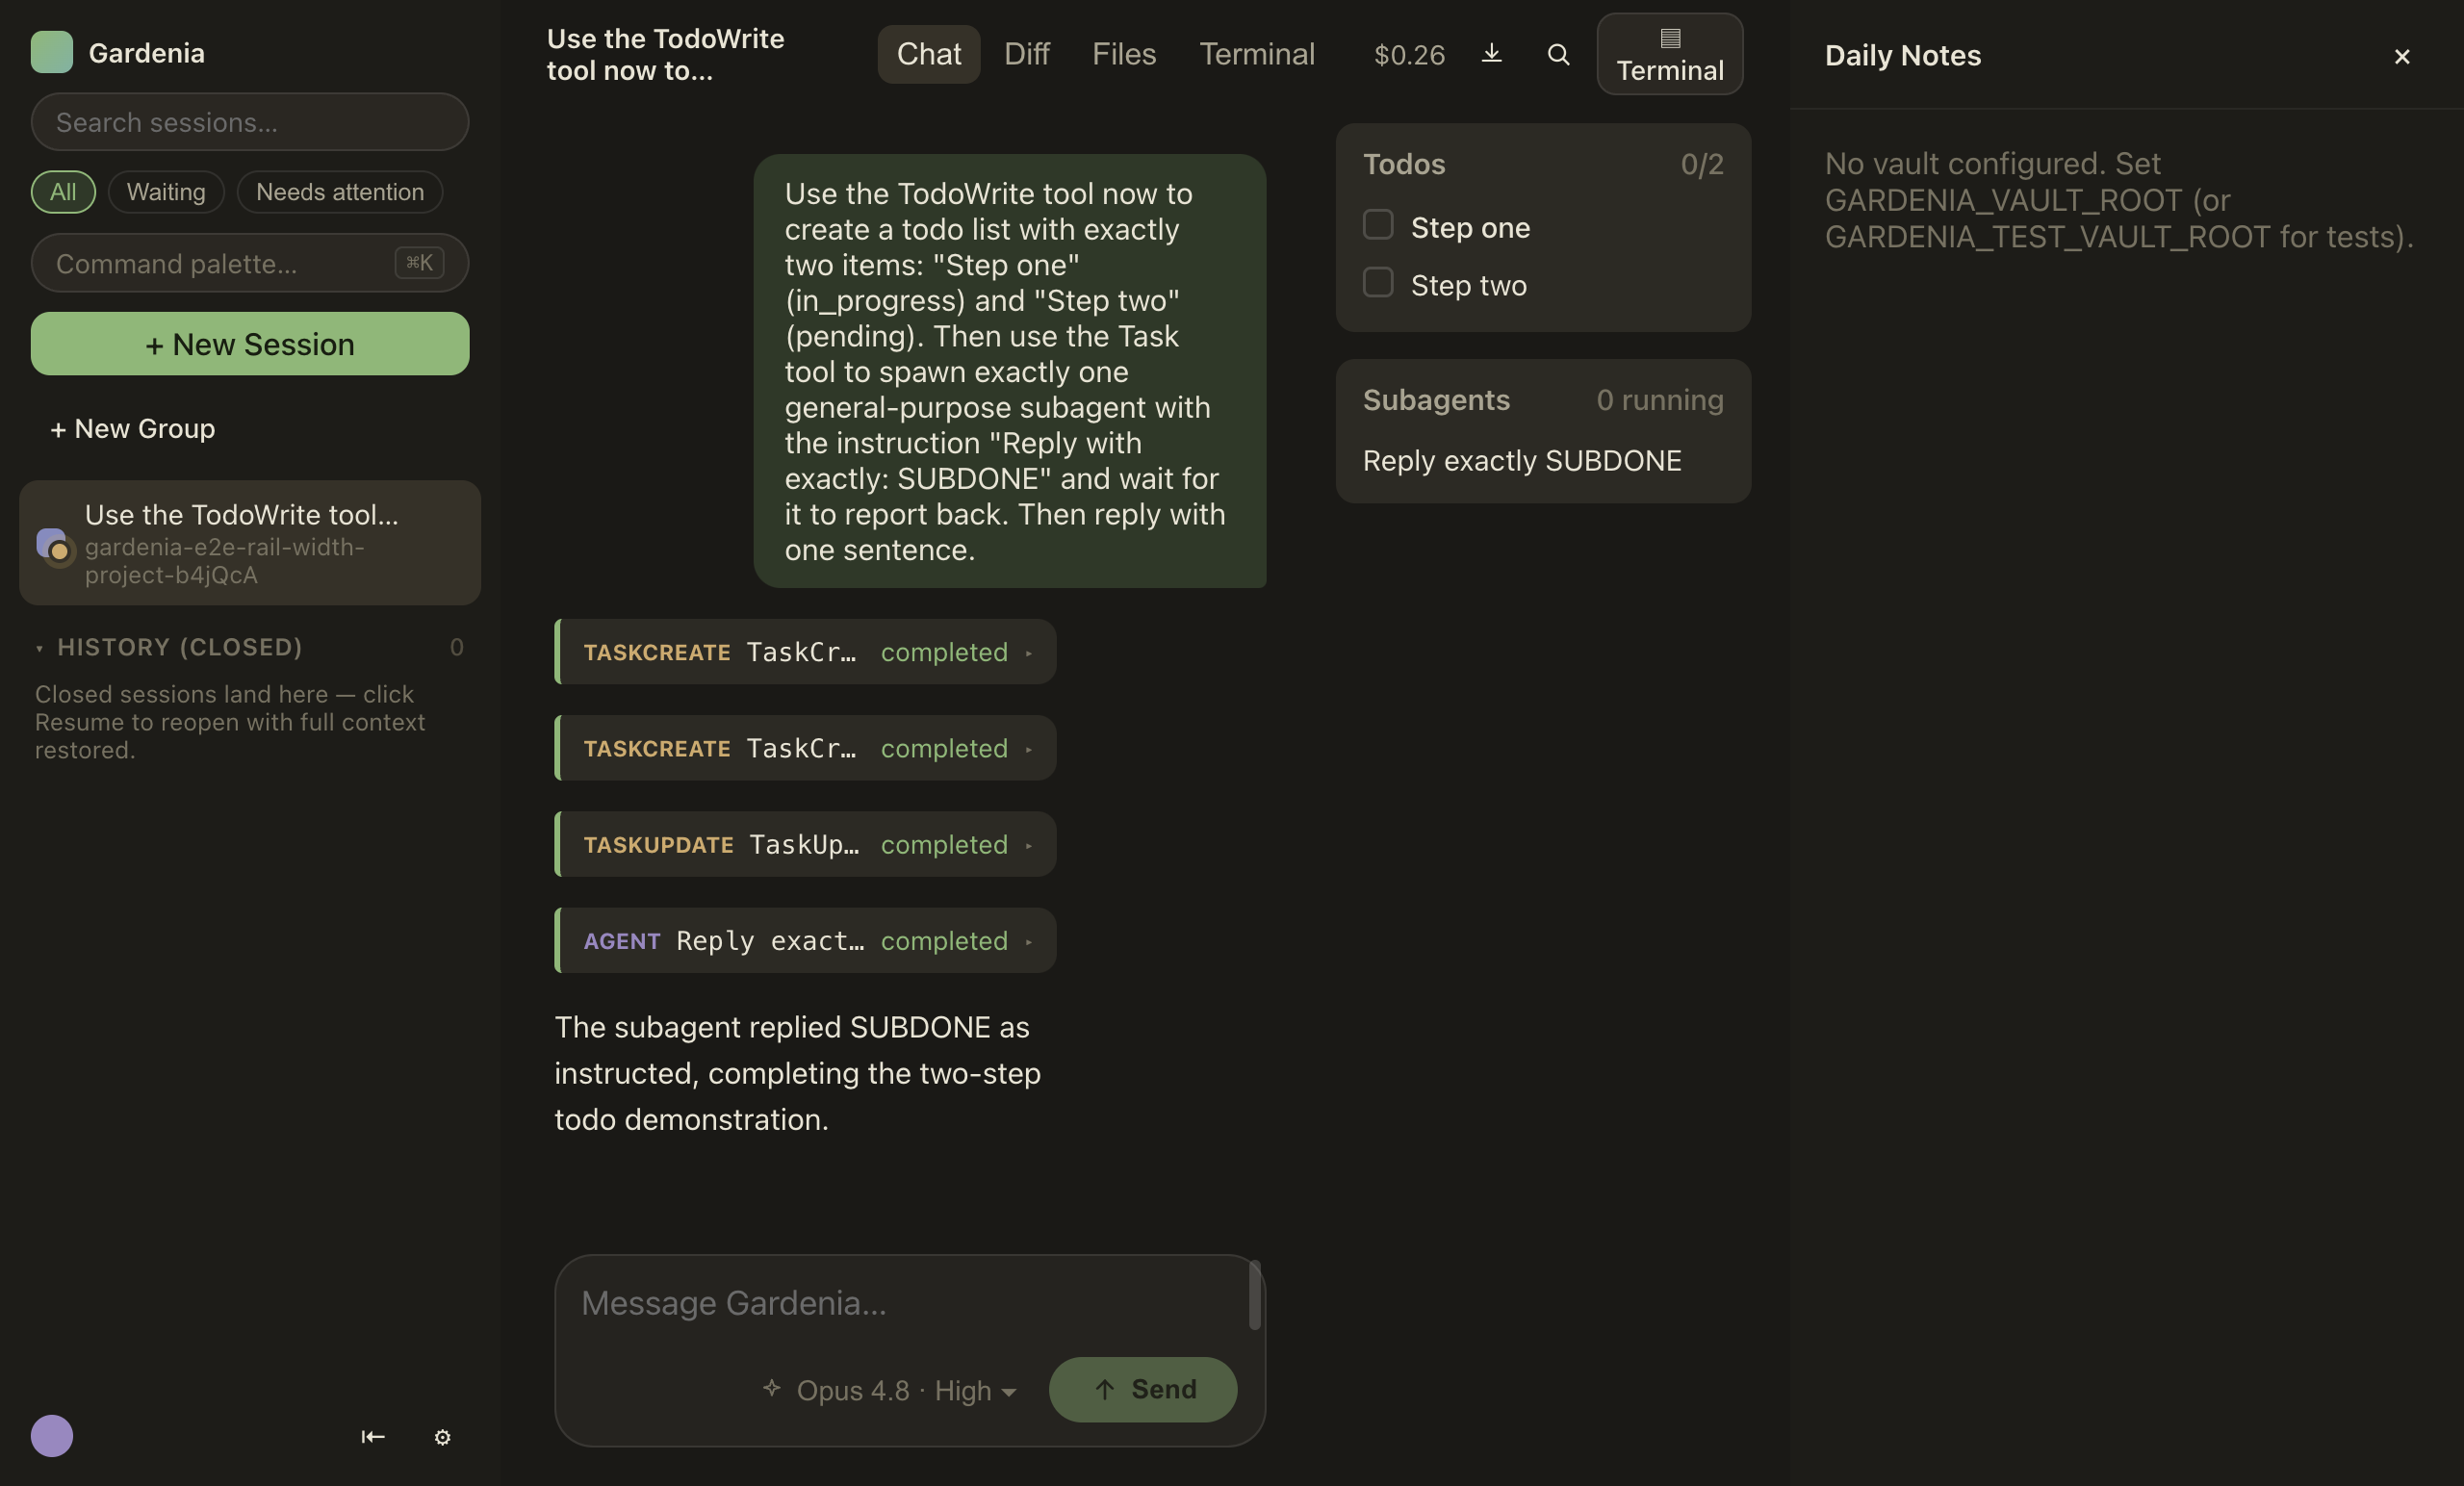 Gardenia
Search sessions...
All
Waiting
Needs attention
Command palette...
⌘K
+ New Session
+ New Group
Use the TodoWrite tool...
gardenia-e2e-rail-width-
project-b4jQcA
HISTORY (CLOSED)
0
Closed sessions land here — click
Resume to reopen with full context
restored.
Use the TodoWrite
tool now to...
Chat
Diff
Files
Terminal
$0.26
Terminal
Use the TodoWrite tool now to
create a todo list with exactly
two items: "Step one"
(in_progress) and "Step two"
(pending). Then use the Task
tool to spawn exactly one
general-purpose subagent with
the instruction "Reply with
exactly: SUBDONE" and wait for
it to report back. Then reply with
one sentence.
TASKCREATE TaskCr… completed
TASKCREATE TaskCr… completed
TASKUPDATE TaskUp… completed
AGENT Reply exact… completed
The subagent replied SUBDONE as
instructed, completing the two-step
todo demonstration.
Message Gardenia...
Opus 4.8 · High
Send
Todos
0/2
Step one
Step two
Subagents
0 running
Reply exactly SUBDONE
Daily Notes
No vault configured. Set
GARDENIA_VAULT_ROOT (or
GARDENIA_TEST_VAULT_ROOT for tests).